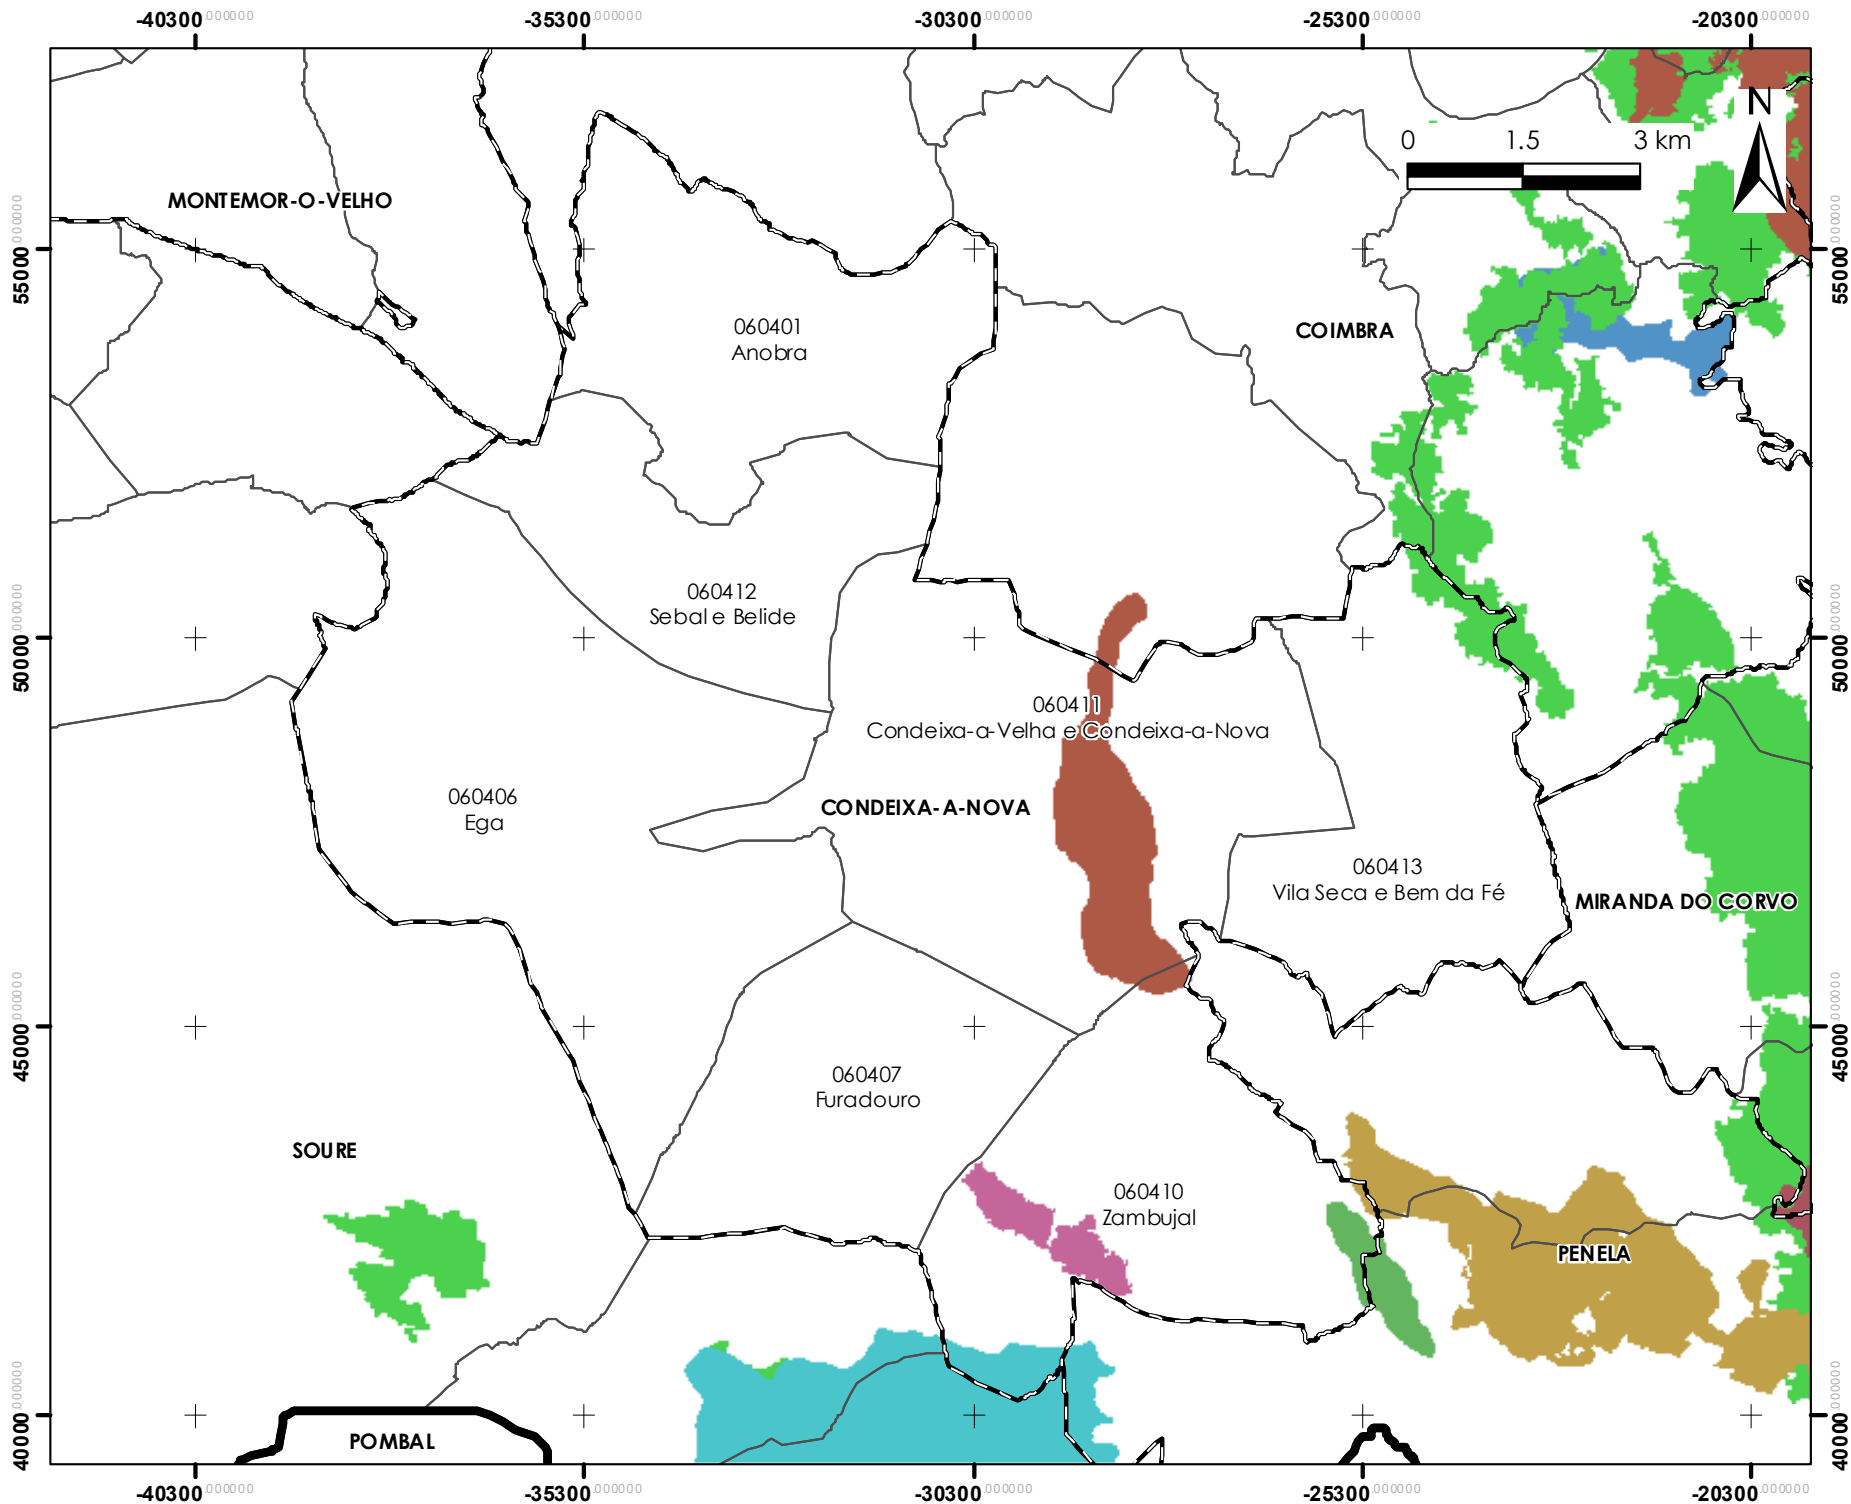 -40300.000000 -35300.000000 -30300.000000 -25300.000000 -20300.000000
N
0 1.5 3 km
MONTEMOR-O-VELHO
55000.000000 55000.000000
060401
Anobra
COIMBRA
060412
Sebal e Belide
50000.000000 50000.000000
060411
Condeixa-a-Velha e Condeixa-a-Nova
060406
Ega
CONDEIXA-A-NOVA
060413
Vila Seca e Bem da Fé
MIRANDA DO CORVO
45000.000000 45000.000000
060407
Furadouro
SOURE
060410
Zambujal
PENELA
40000.000000 40000.000000
POMBAL
-40300.000000 -35300.000000 -30300.000000 -25300.000000 -20300.000000